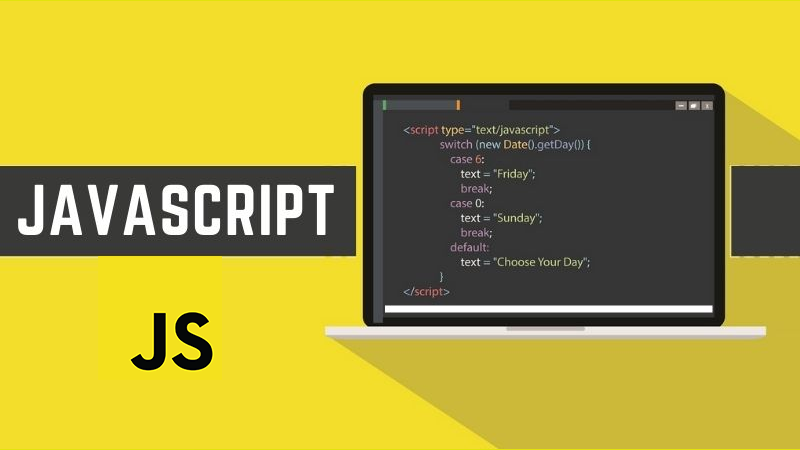 JAVASCRIPT
JS
<script type="text/javascript">
switch (new Date().getDay()) {
case 6:
text = "Friday";
break;
case 0:
text = "Sunday";
break;
default:
text = "Choose Your Day";
}
</script>